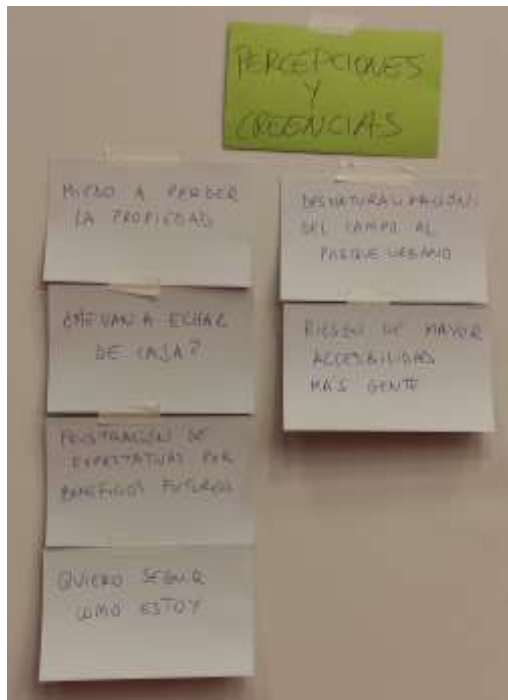 PERCEPCIONES
Y
CREENCIAS
MIEDO A PERDER
LA PROPIEDAD
¿ME VAN A ECHAR
DE CASA?
FRUSTRACIÓN DE
EXPECTATIVAS POR
BENEFICIOS FUTUROS
QUIERO SEGUIR
COMO ESTOY
DESNATURALIZACIÓN:
DEL CAMPO AL
PARQUE URBANO
RIESGO DE MAYOR
ACCESIBILIDAD
MAS GENTE